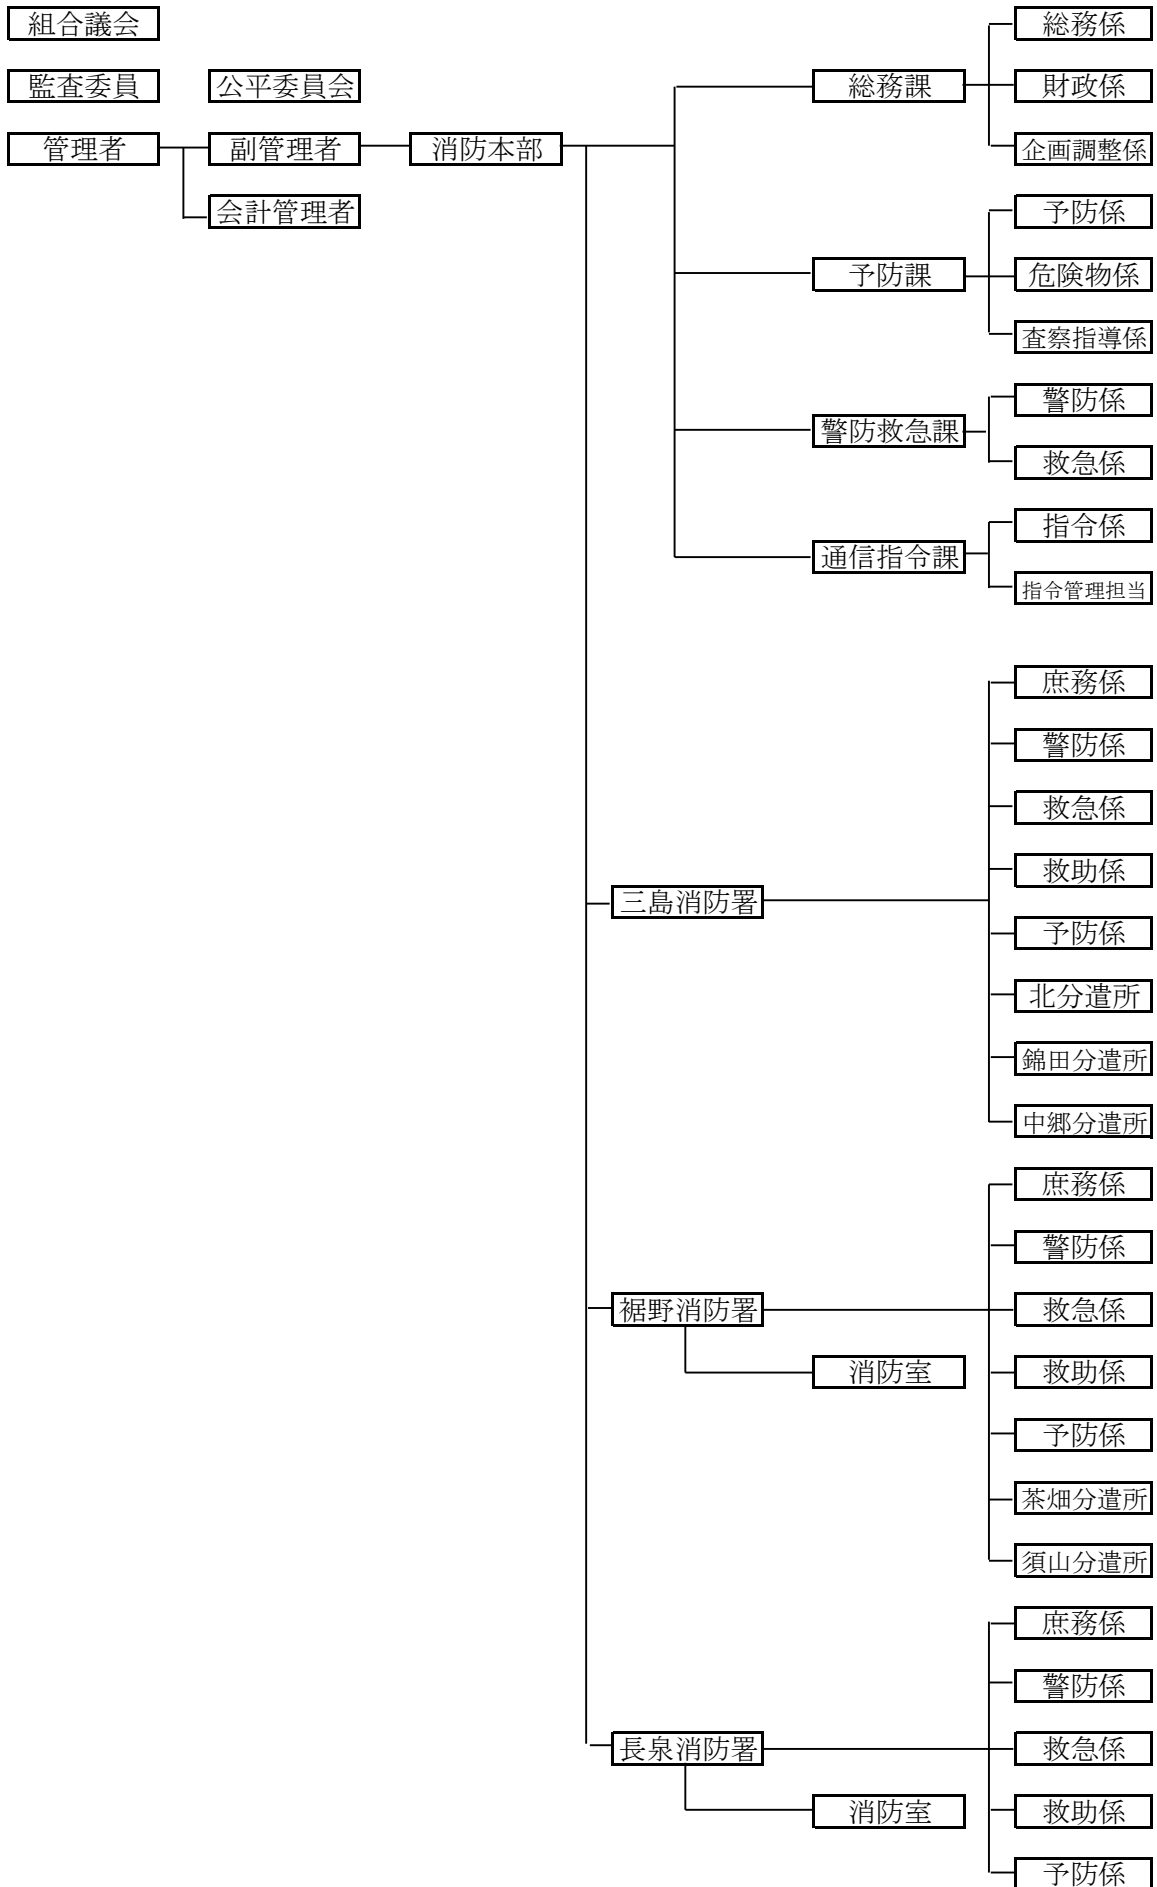 組合議会
総務係
監査委員
公平委員会
総務課
財政係
管理者
副管理者
消防本部
企画調整係
会計管理者
予防係
予防課
危険物係
査察指導係
警防係
警防救急課
救急係
指令係
通信指令課
指令管理担当
庶務係
警防係
救急係
救助係
三島消防署
予防係
北分遣所
錦田分遣所
中郷分遣所
庶務係
警防係
裾野消防署
救急係
消防室
救助係
予防係
茶畑分遣所
須山分遣所
庶務係
警防係
長泉消防署
救急係
消防室
救助係
予防係